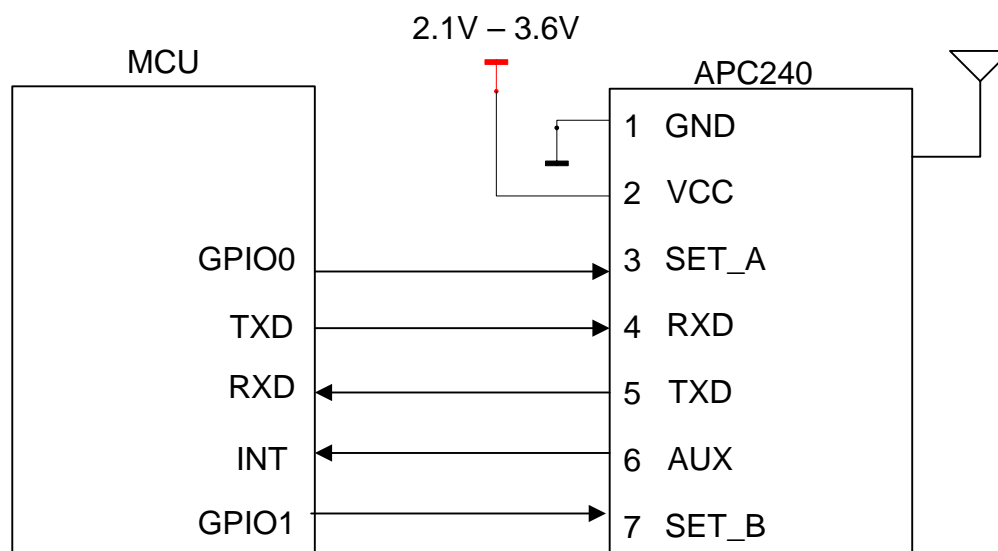 2.1V – 3.6V
MCU
APC240
1 GND
2 VCC
GPIO0
3 SET_A
TXD
4 RXD
RXD
5 TXD
INT
6 AUX
GPIO1
7 SET_B